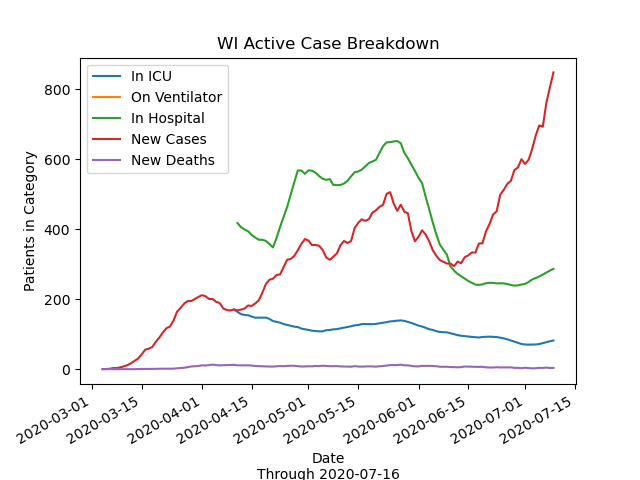 WI Active Case Breakdown
In ICU
On Ventilator
In Hospital
New Cases
New Deaths
Patients in Category
800
600
400
200
0
2020-03-01
2020-03-15
2020-04-01
2020-04-15
2020-05-01
2020-05-15
2020-06-01
2020-06-15
2020-07-01
2020-07-15
Date
Through 2020-07-16